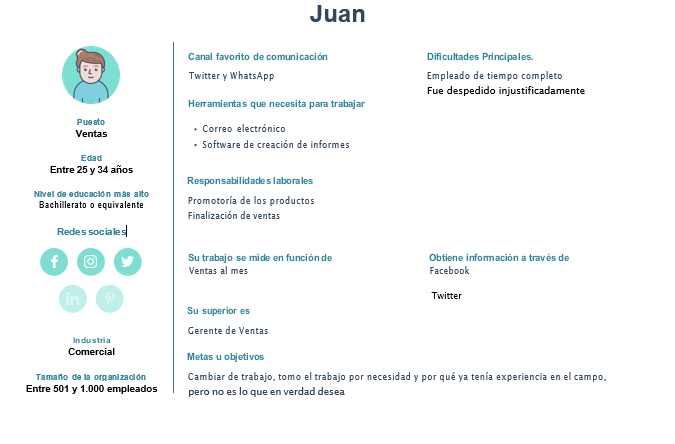 Juan
Puesto
Ventas
Edad
Entre 25 y 34 años
Nivel de educación más alto
Bachillerato o equivalente
Redes sociales
Industria
Comercial
Tamaño de la organización
Entre 501 y 1.000 empleados
Canal favorito de comunicación
Twitter y WhatsApp
Herramientas que necesita para trabajar
• Correo electrónico
• Software de creación de informes
Responsabilidades laborales
Promotoría de los productos
Finalización de ventas
Su trabajo se mide en función de
Ventas al mes
Su superior es
Gerente de Ventas
Metas u objetivos
Cambiar de trabajo, tomo el trabajo por necesidad y por qué ya tenía experiencia en el campo,
pero no es lo que en verdad desea
Dificultades Principales.
Empleado de tiempo completo
Fue despedido injustificadamente
Obtiene información a través de
Facebook
Twitter